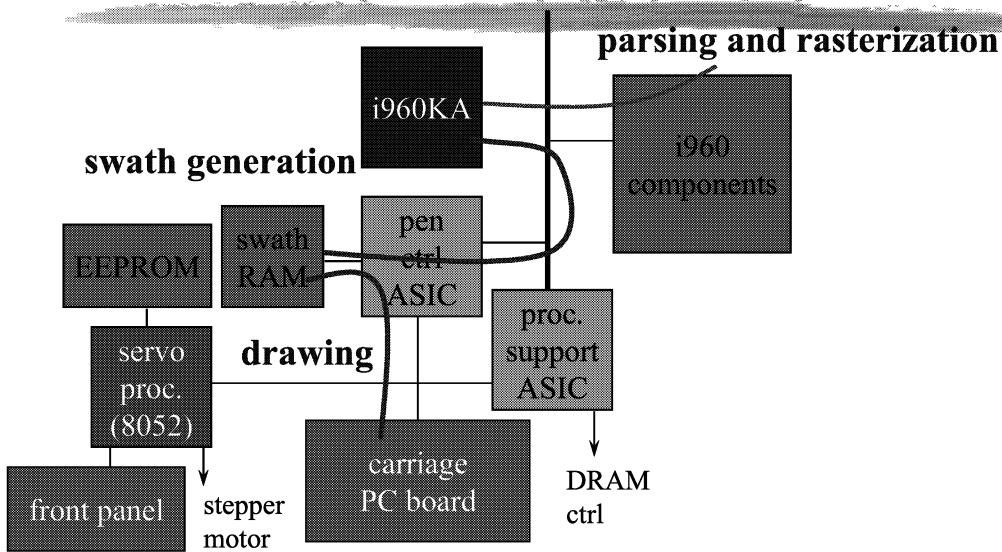 parsing and rasterization
i960KA
i960
components
swath generation
pen
ctrl
ASIC
swath
RAM
EEPROM
proc.
support
ASIC
servo
proc.
(8052)
drawing
carriage
PC board
front panel
stepper
motor
DRAM
ctrl